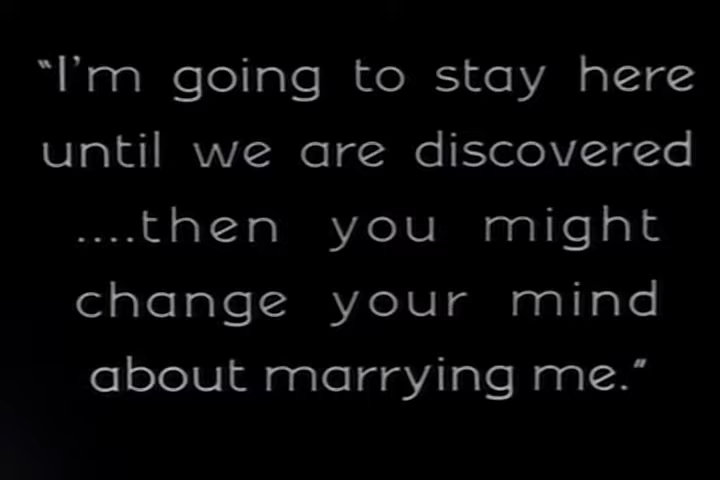 “I’m going to stay here
until we are discovered
....then you might
change your mind
about marrying me.”